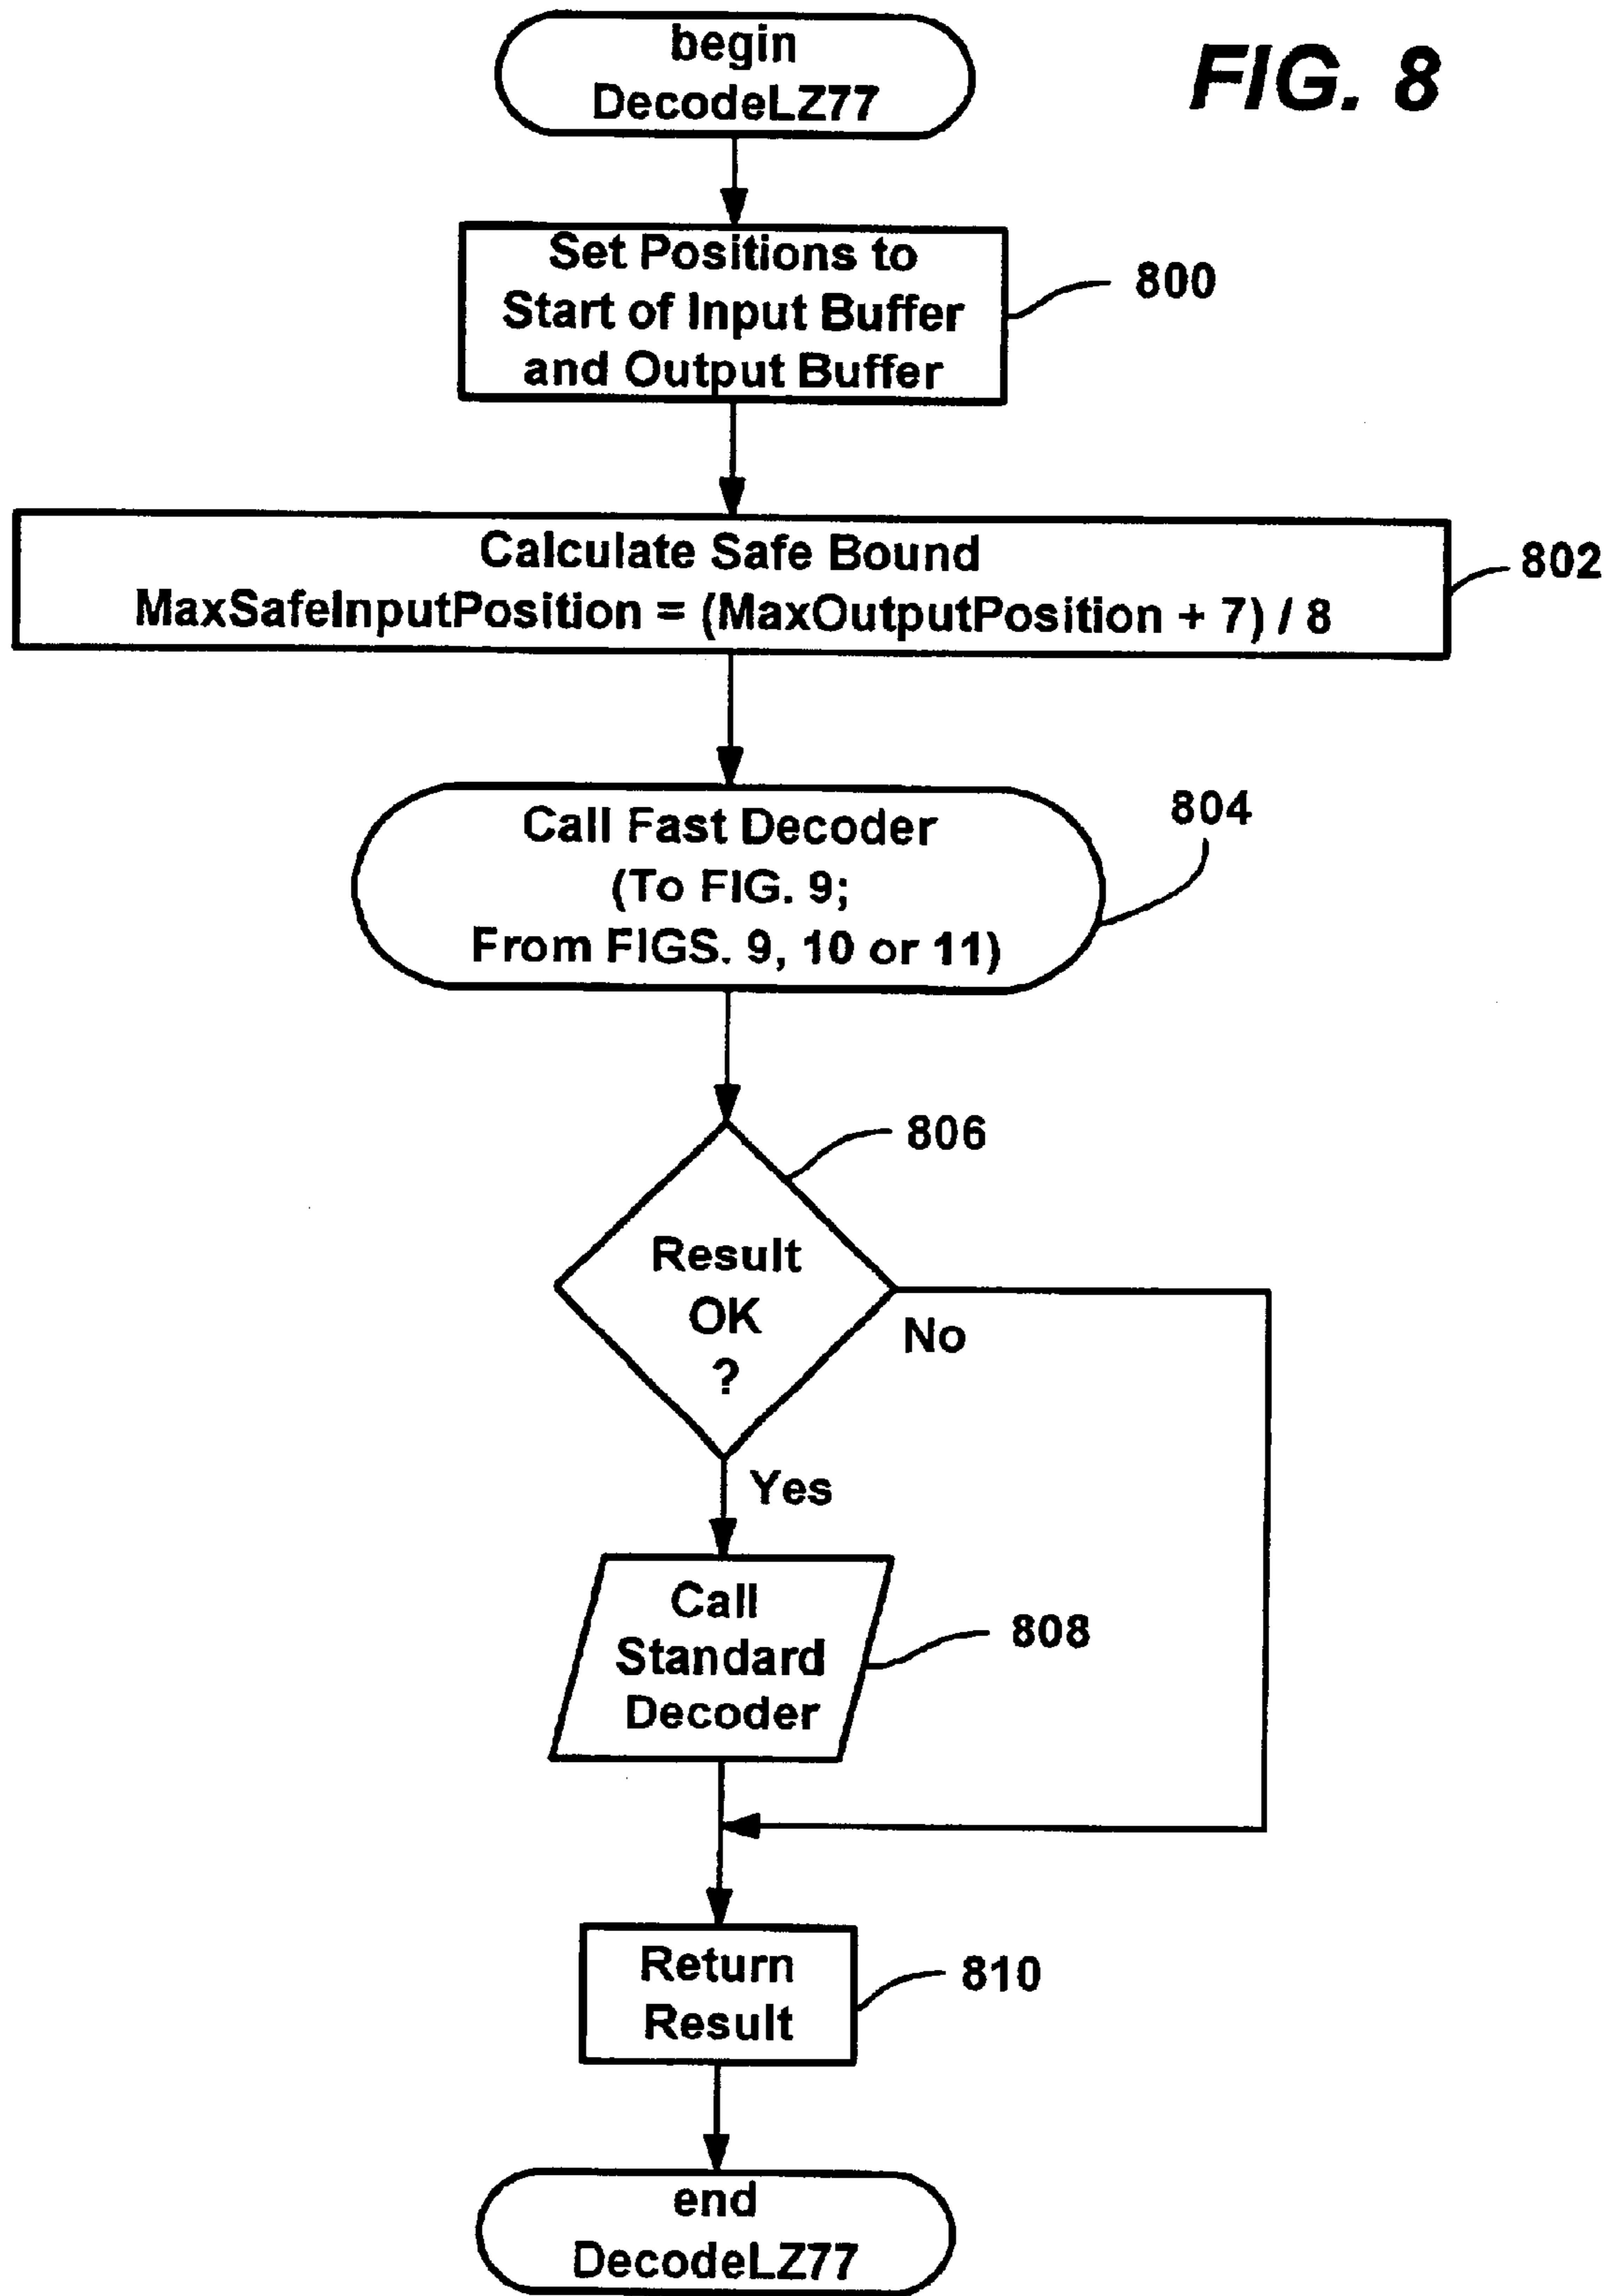 begin
DecodeLZ77
FIG. 8
Set Positions to
Start of Input Buffer
and Output Buffer
800
Calculate Safe Bound
MaxSafeInputPosition = (MaxOutputPosition + 7) / 8
802
Call Fast Decoder
(To FIG. 9;
From FIGS. 9, 10 or 11)
804
806
Result
OK
?
No
Yes
Call
Standard
Decoder
808
Return
Result
810
end
DecodeLZ77